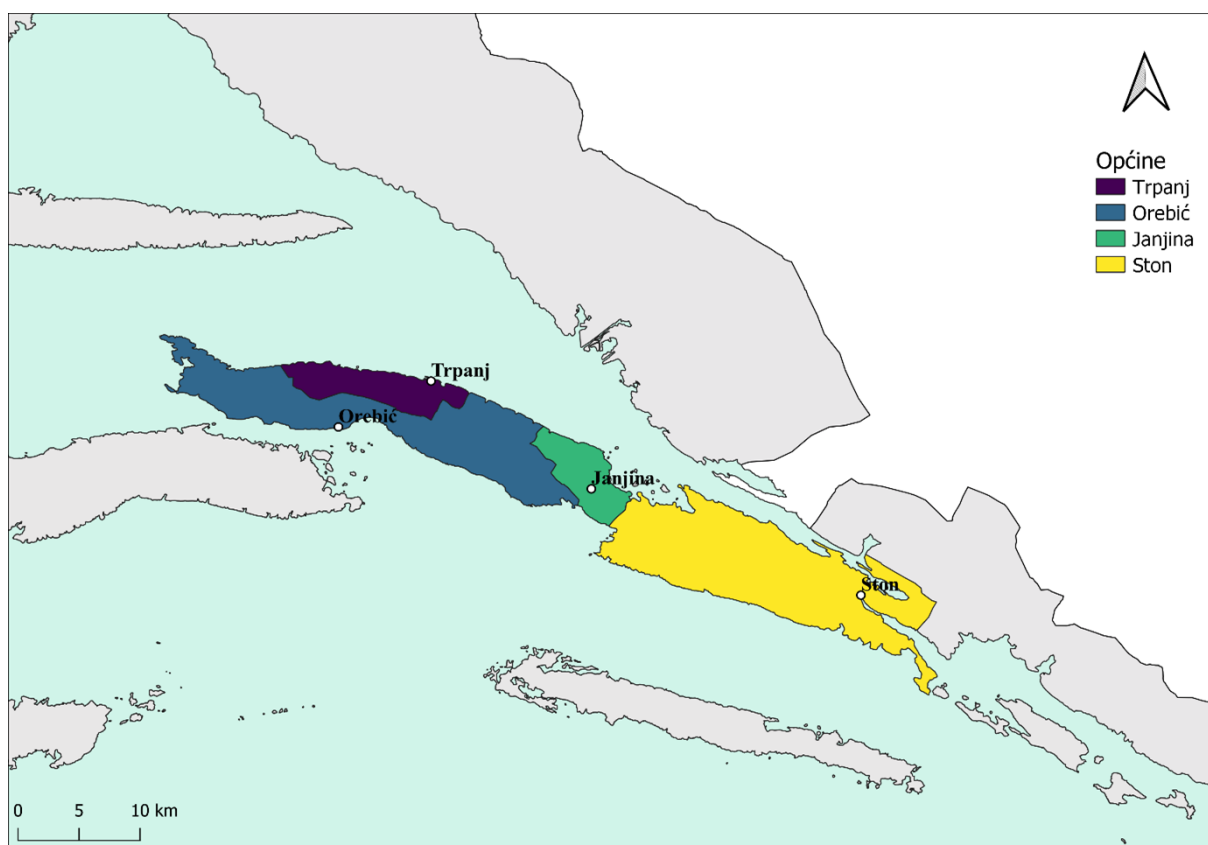 Općine
Trpanj
Orebić
Janjina
Ston
Trpanj
Orebić
Janjina
Ston
0 5 10 km